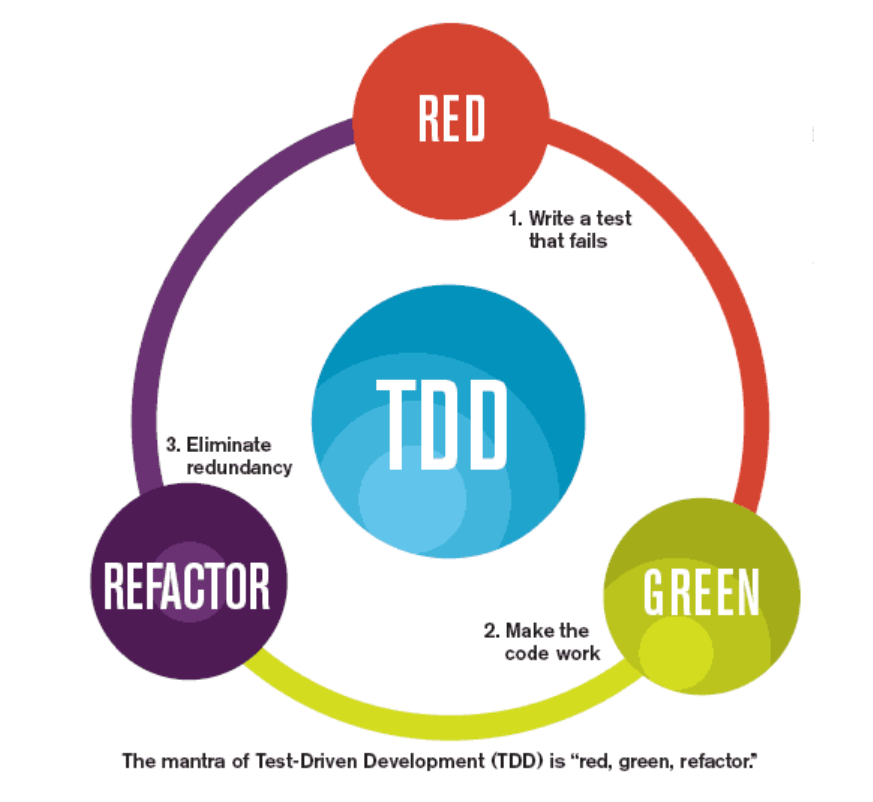 RED
1. Write a test
that fails
TDD
3. Eliminate
redundancy
REFACTOR
GREEN
2. Make the
code work
The mantra of Test-Driven Development (TDD) is “red, green, refactor.”